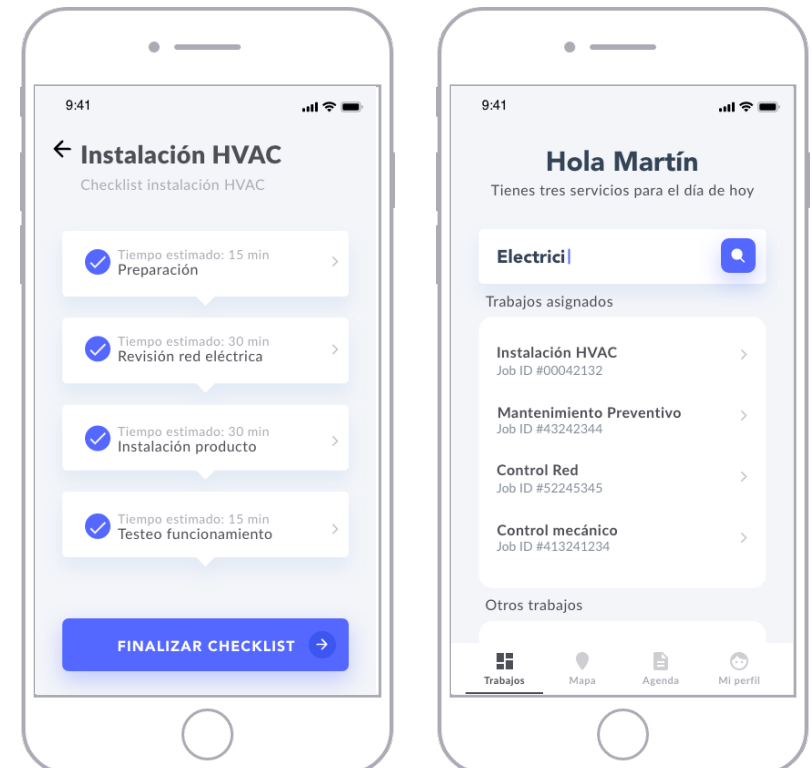 9:41
Instalación HVAC
Checklist instalación HVAC
Tiempo estimado: 15 min
Preparación
Tiempo estimado: 30 min
Revisión red eléctrica
Tiempo estimado: 30 min
Instalación producto
Tiempo estimado: 15 min
Testeo funcionamiento
FINALIZAR CHECKLIST
9:41
Hola Martín
Tienes tres servicios para el día de hoy
Electrici
Trabajos asignados
Instalación HVAC
Job ID #00042132
Mantenimiento Preventivo
Job ID #43242344
Control Red
Job ID #52245345
Control mecánico
Job ID #413241234
Otros trabajos
Trabajos
Mapa
Agenda
Mi perfil